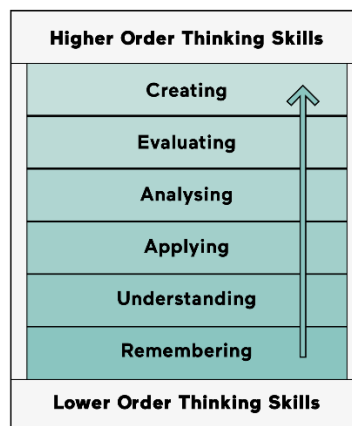 Higher Order Thinking Skills
Creating
Evaluating
Analysing
Applying
Understanding
Remembering
Lower Order Thinking Skills